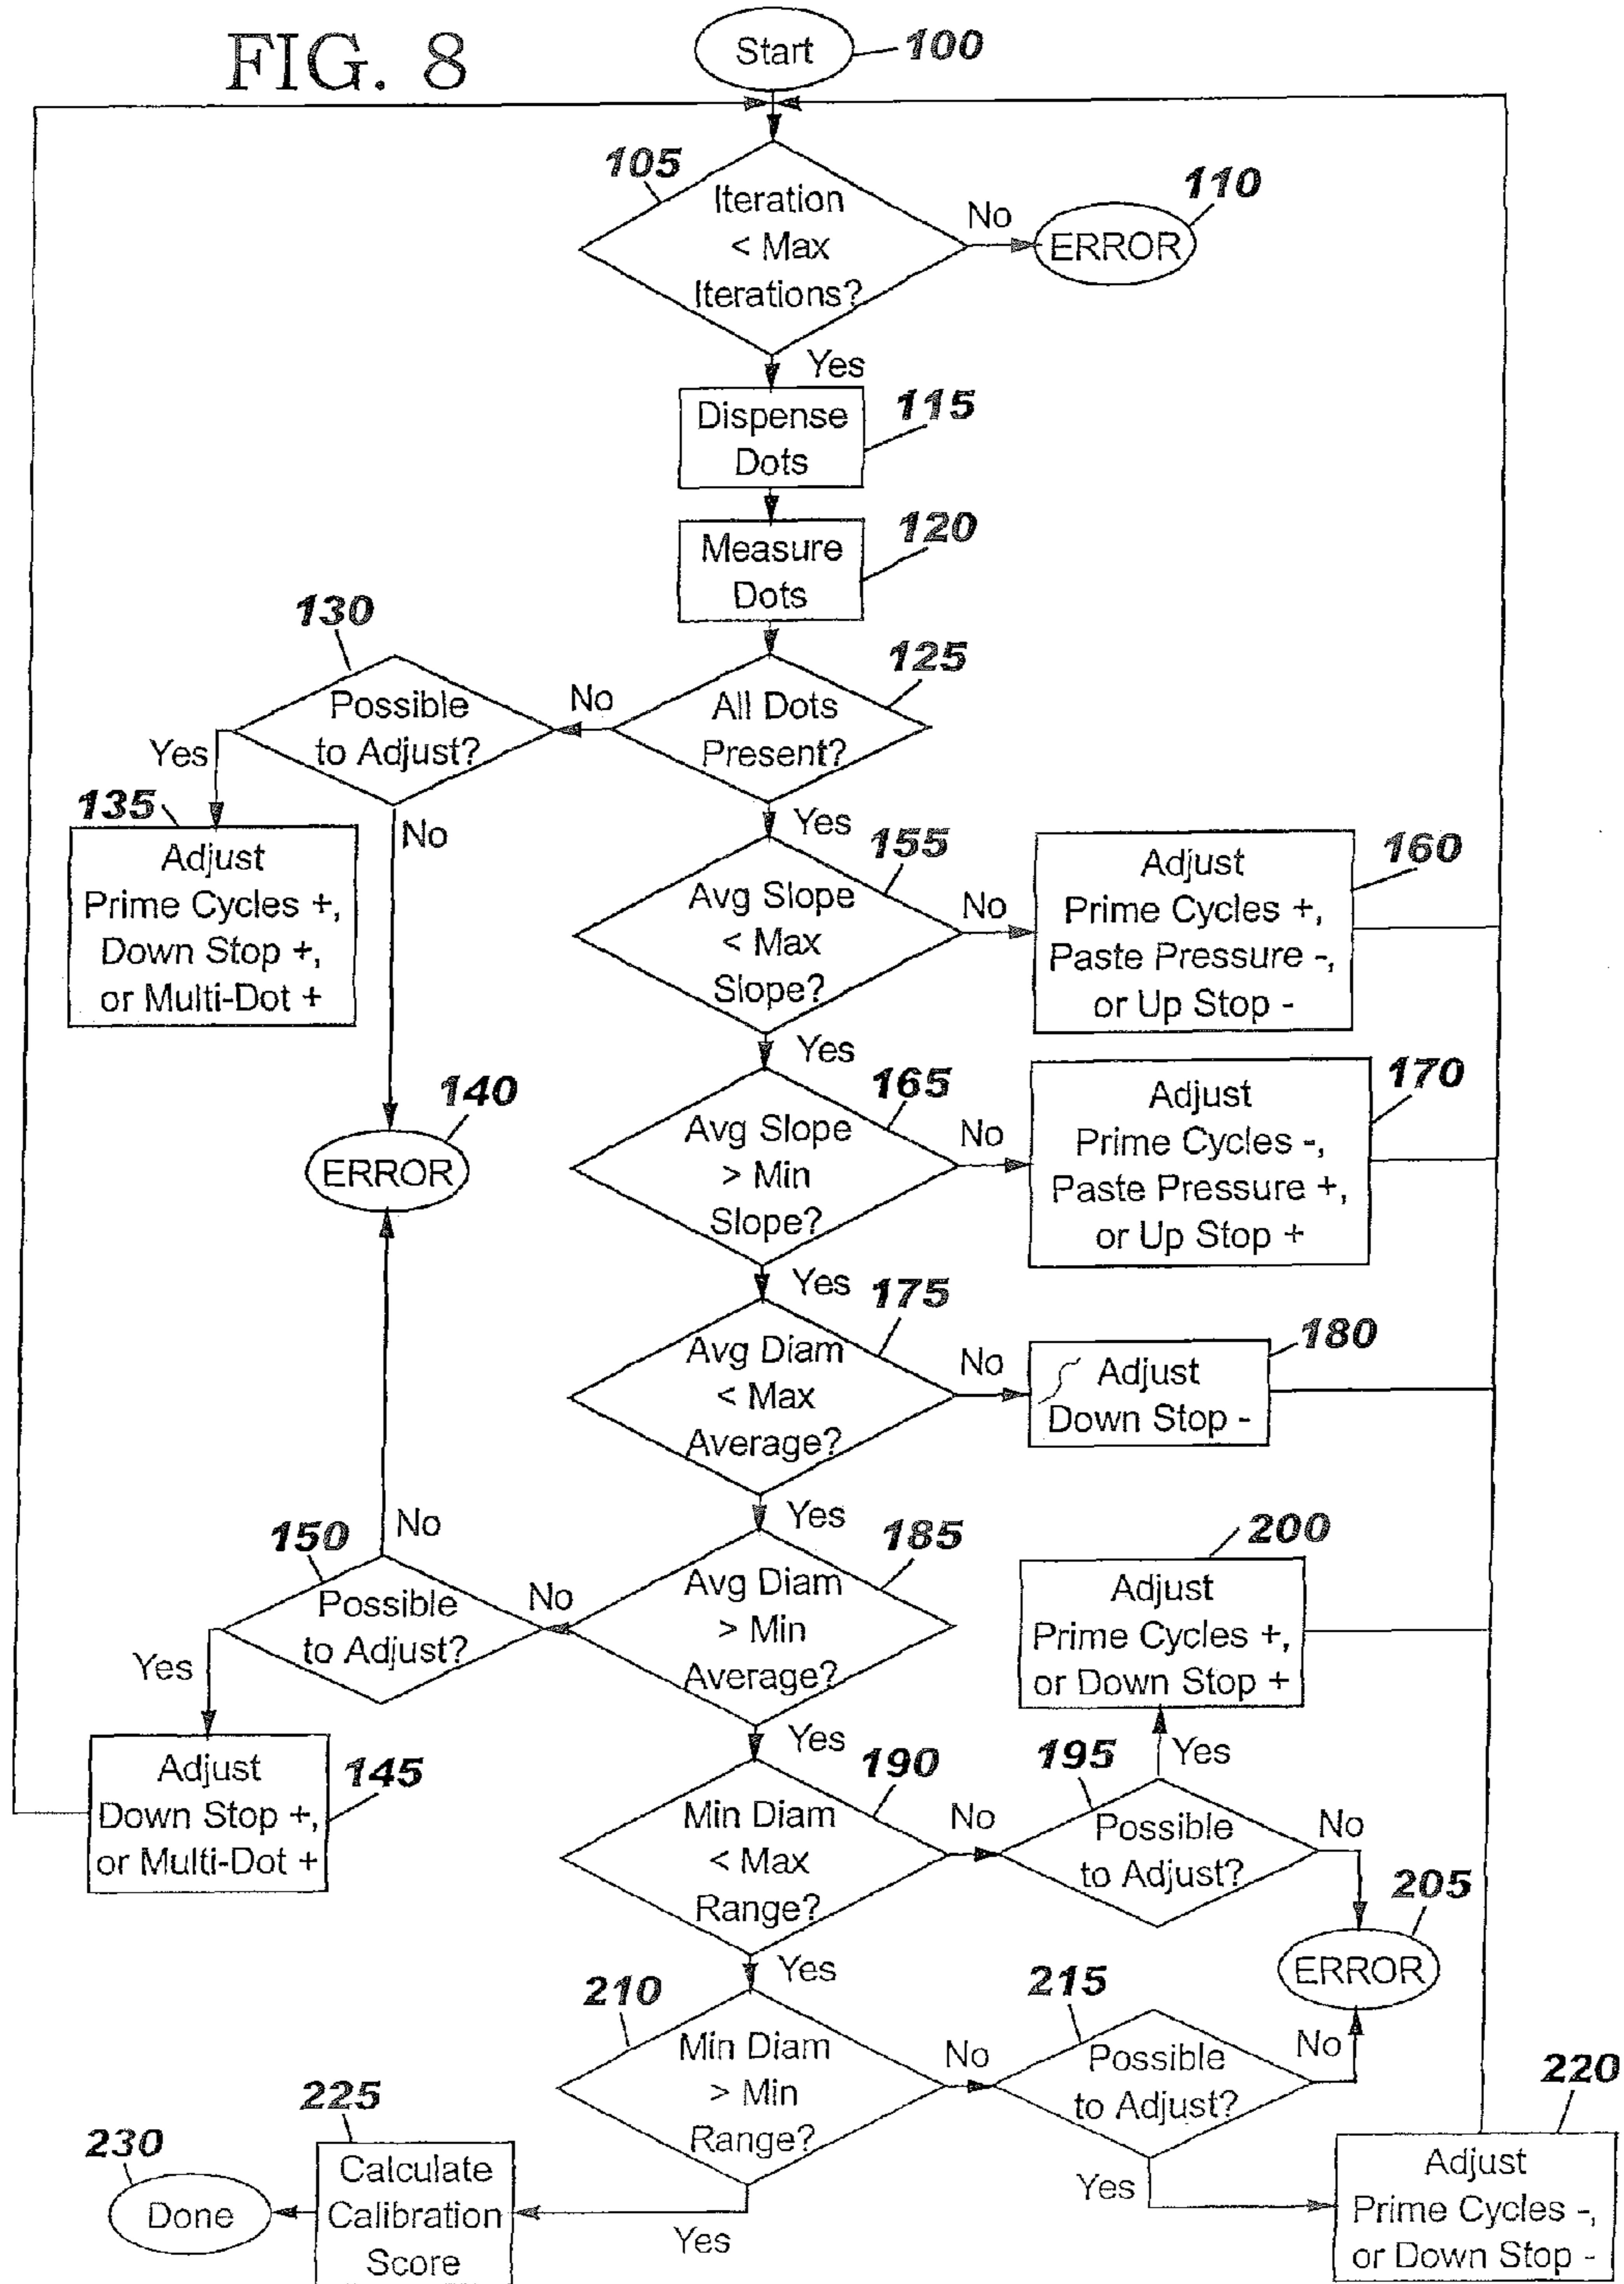 FIG. 8
Start
100
105
Iteration
< Max
Iterations?
No
110
ERROR
Yes
Dispense
Dots
115
Measure
Dots
120
125
All Dots
Present?
No
130
Possible
to Adjust?
Yes
135
Adjust
Prime Cycles +,
Down Stop +,
or Multi-Dot +
No
140
ERROR
Yes
155
Avg Slope
< Max
Slope?
No
160
Adjust
Prime Cycles +,
Paste Pressure -,
or Up Stop -
Yes
165
Avg Slope
> Min
Slope?
No
170
Adjust
Prime Cycles -,
Paste Pressure +,
or Up Stop +
Yes
175
Avg Diam
< Max
Average?
No
180
Adjust
Down Stop -
Yes
185
Avg Diam
> Min
Average?
No
150
Possible
to Adjust?
No
Yes
145
Adjust
Down Stop +,
or Multi-Dot +
Yes
190
Min Diam
< Max
Range?
No
195
Possible
to Adjust?
Yes
200
Adjust
Prime Cycles +,
or Down Stop +
No
205
ERROR
Yes
210
Min Diam
> Min
Range?
No
215
Possible
to Adjust?
No
Yes
220
Adjust
Prime Cycles -,
or Down Stop -
Yes
225
Calculate
Calibration
Score
230
Done